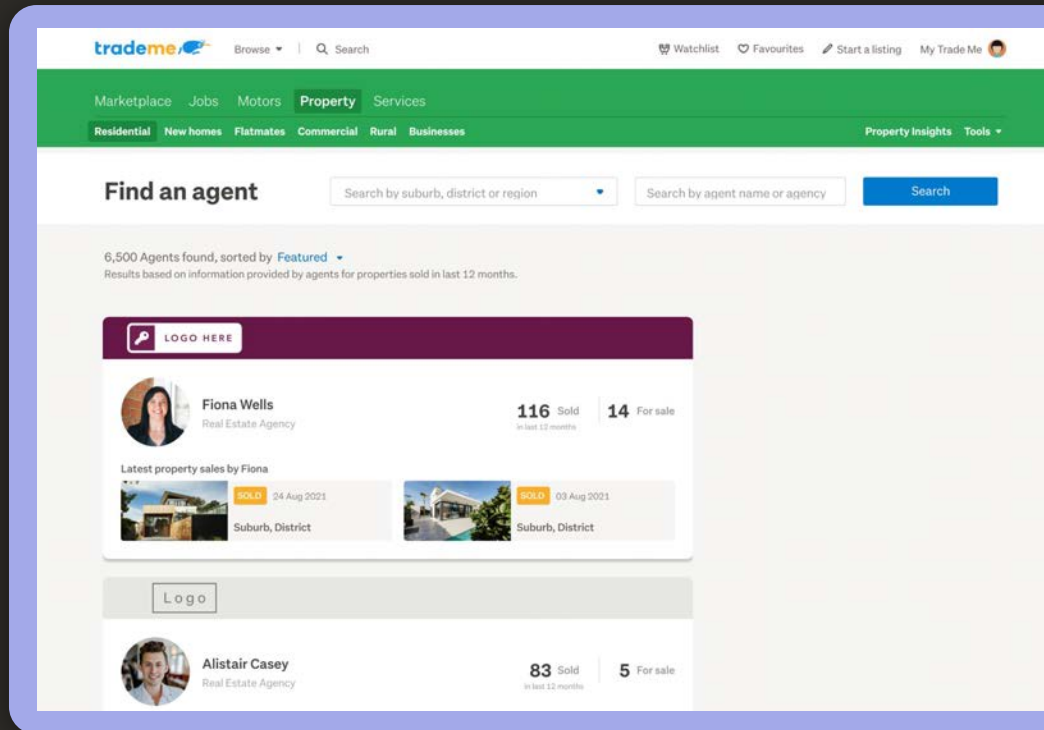 trademe
Browse Search Watchlist Favourites Start a listing My Trade Me
Marketplace Jobs Motors Property Services
Residential New homes Flatmates Commercial Rural Businesses Property Insights Tools
Find an agent Search by suburb, district or region Search by agent name or agency Search
6,500 Agents found, sorted by Featured
Results based on information provided by agents for properties sold in last 12 months.
LOGO HERE
Fiona Wells
Real Estate Agency
116 Sold 14 For sale
in last 12 months
Latest property sales by Fiona
SOLD 24 Aug 2021
Suburb, District
SOLD 03 Aug 2021
Suburb, District
Logo
Alistair Casey
Real Estate Agency
83 Sold 5 For sale
in last 12 months